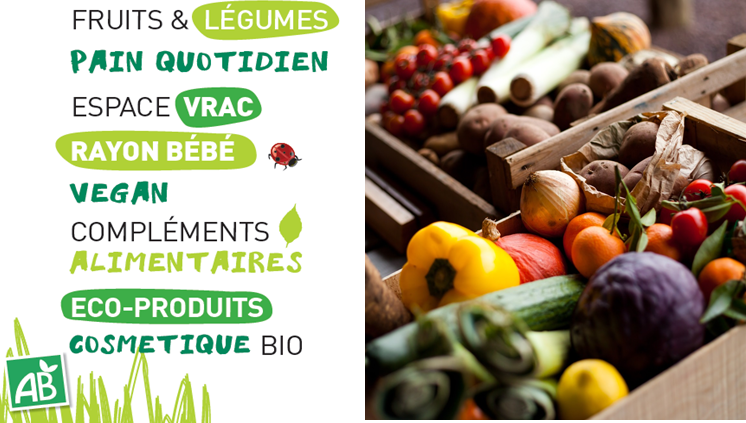 FRUITS & LÉGUMES
PAIN QUOTIDIEN
ESPACE VRAC
RAYON BÉBÉ
VEGAN
COMPLÉMENTS
ALIMENTAIRES
ECO-PRODUITS
COSMETIQUE BIO
AB